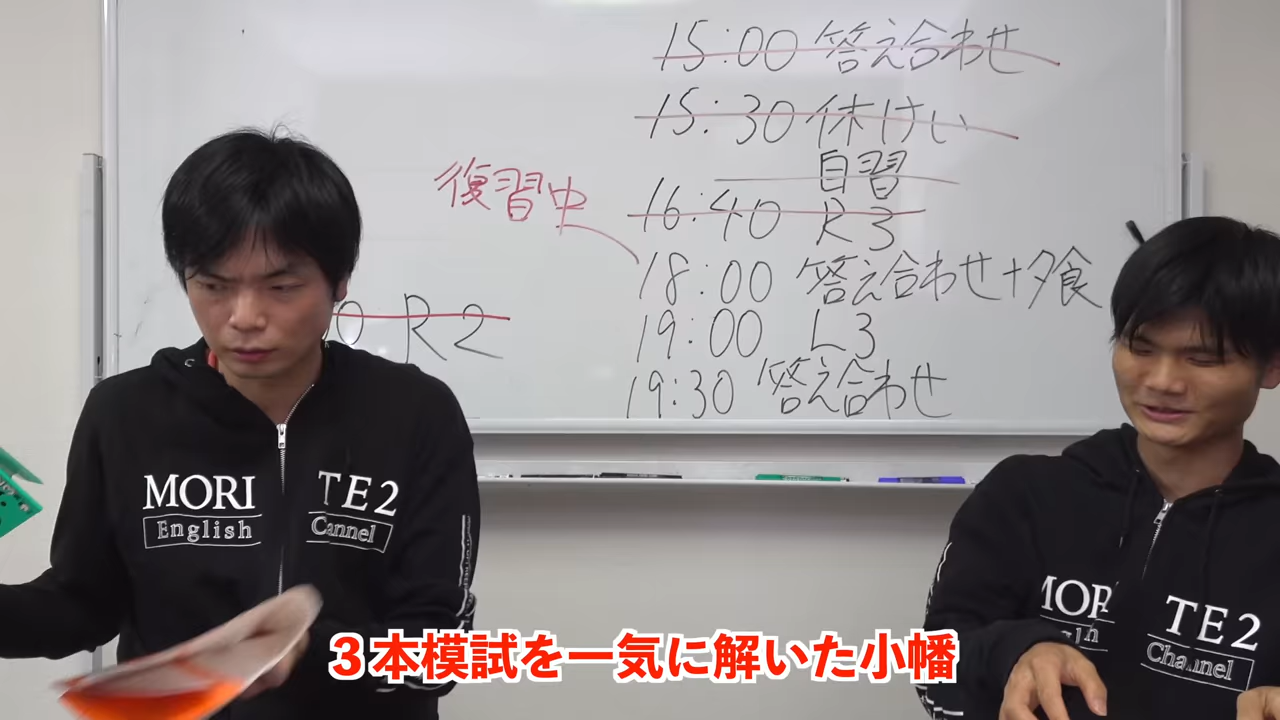 15:00 答え合わせ
15:30 休けい
自習
16:40 R3
復習中
18:00 答え合わせ+夕食
19:00 L3
19:30 答え合わせ
0 R2
MORI TE2
English Cannel
MORI TE2
Channel
3本模試を一気に解いた小幡